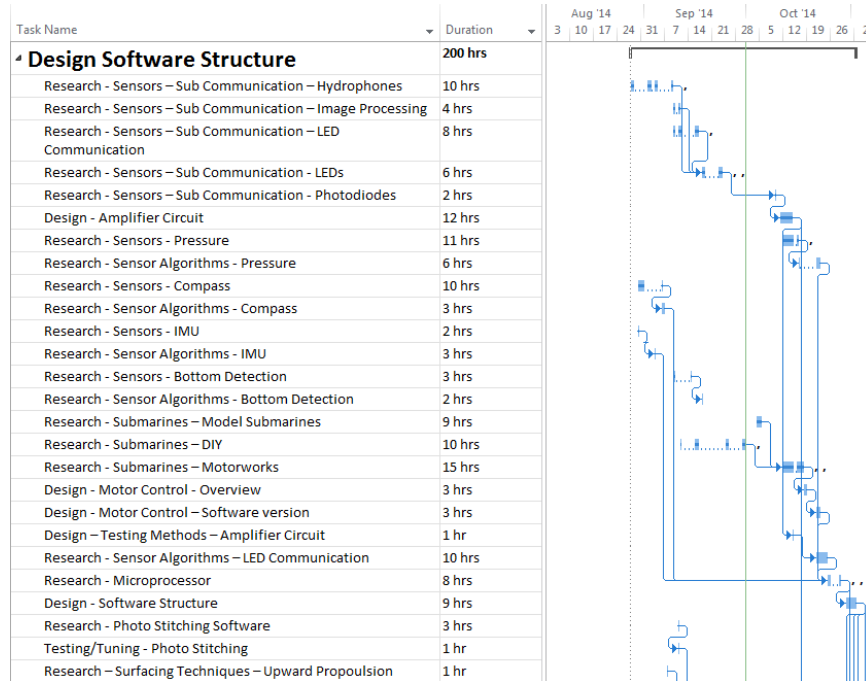 Aug '14 Sep '14 Oct '14
Task Name Duration 3 10 17 24 31 7 14 21 28 5 12 19 26 2
Design Software Structure 200 hrs
Research - Sensors – Sub Communication – Hydrophones 10 hrs
Research - Sensors – Sub Communication – Image Processing 4 hrs
Research - Sensors – Sub Communication – LED 8 hrs
Communication
Research - Sensors – Sub Communication - LEDs 6 hrs
Research - Sensors – Sub Communication - Photodiodes 2 hrs
Design - Amplifier Circuit 12 hrs
Research - Sensors - Pressure 11 hrs
Research - Sensor Algorithms - Pressure 6 hrs
Research - Sensors - Compass 10 hrs
Research - Sensor Algorithms - Compass 3 hrs
Research - Sensors - IMU 2 hrs
Research - Sensor Algorithms - IMU 3 hrs
Research - Sensors - Bottom Detection 3 hrs
Research - Sensor Algorithms - Bottom Detection 2 hrs
Research - Submarines – Model Submarines 9 hrs
Research - Submarines – DIY 10 hrs
Research - Submarines – Motorworks 15 hrs
Design - Motor Control - Overview 3 hrs
Design - Motor Control – Software version 3 hrs
Design – Testing Methods – Amplifier Circuit 1 hr
Research - Sensor Algorithms – LED Communication 10 hrs
Research - Microprocessor 8 hrs
Design - Software Structure 9 hrs
Research - Photo Stitching Software 3 hrs
Testing/Tuning - Photo Stitching 1 hr
Research – Surfacing Techniques – Upward Propoulsion 1 hr